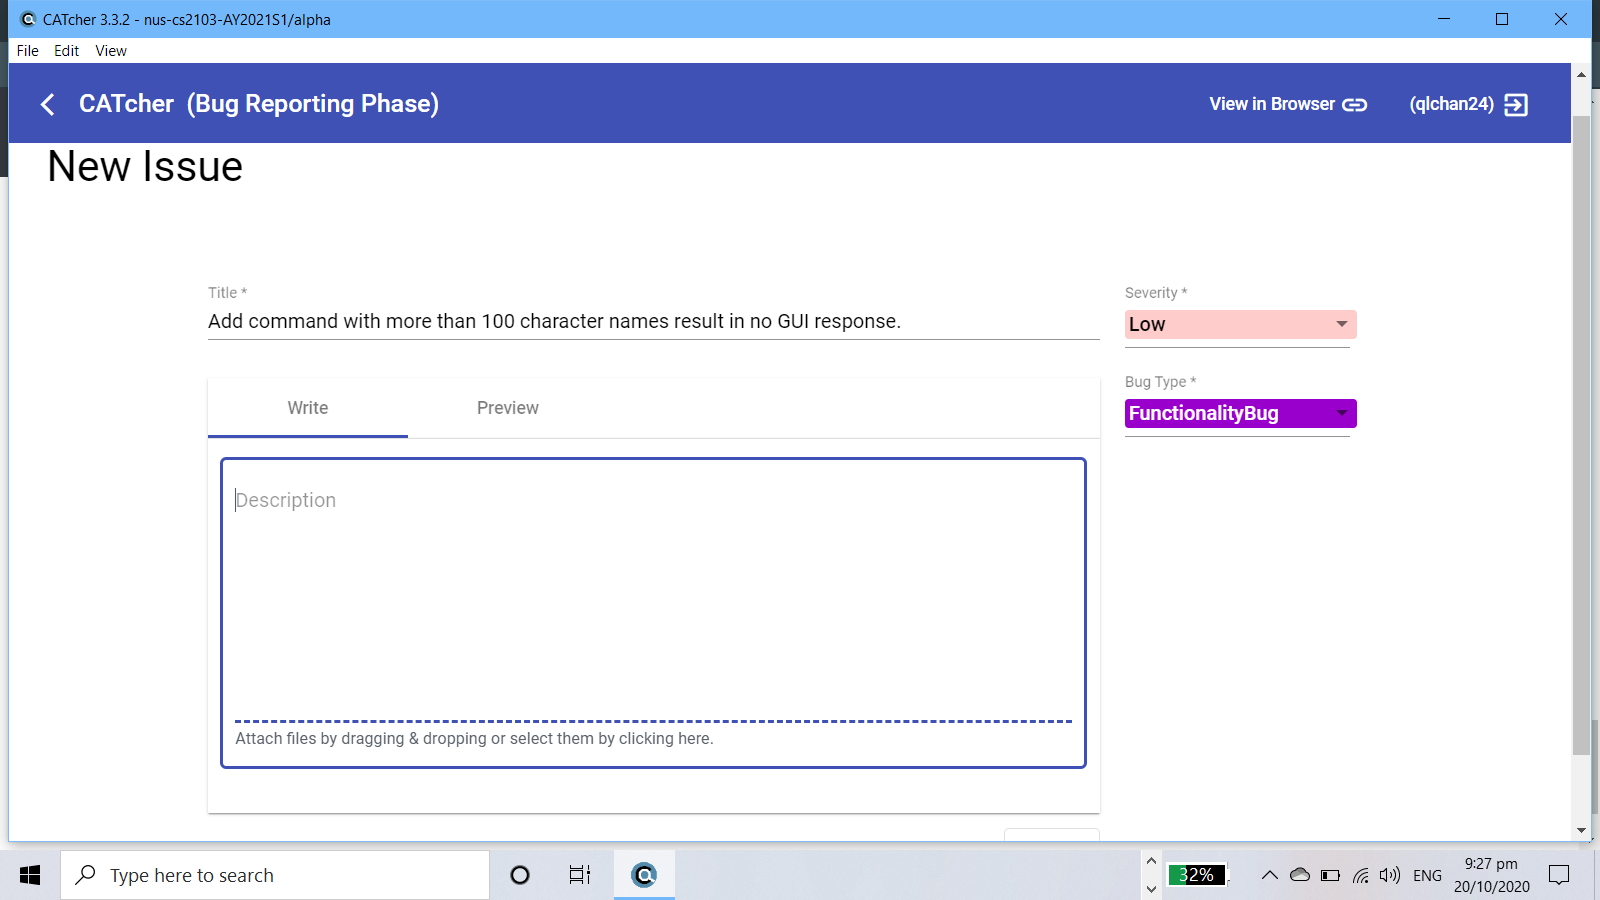 CATcher 3.3.2 - nus-cs2103-AY2021S1/alpha
File Edit View
CATcher (Bug Reporting Phase)
View in Browser
(qlchan24)
New Issue
Title *
Add command with more than 100 character names result in no GUI response.
Severity *
Low
Bug Type *
FunctionalityBug
Write
Preview
Description
Attach files by dragging & dropping or select them by clicking here.
Type here to search
32%
ENG
9:27 pm
20/10/2020